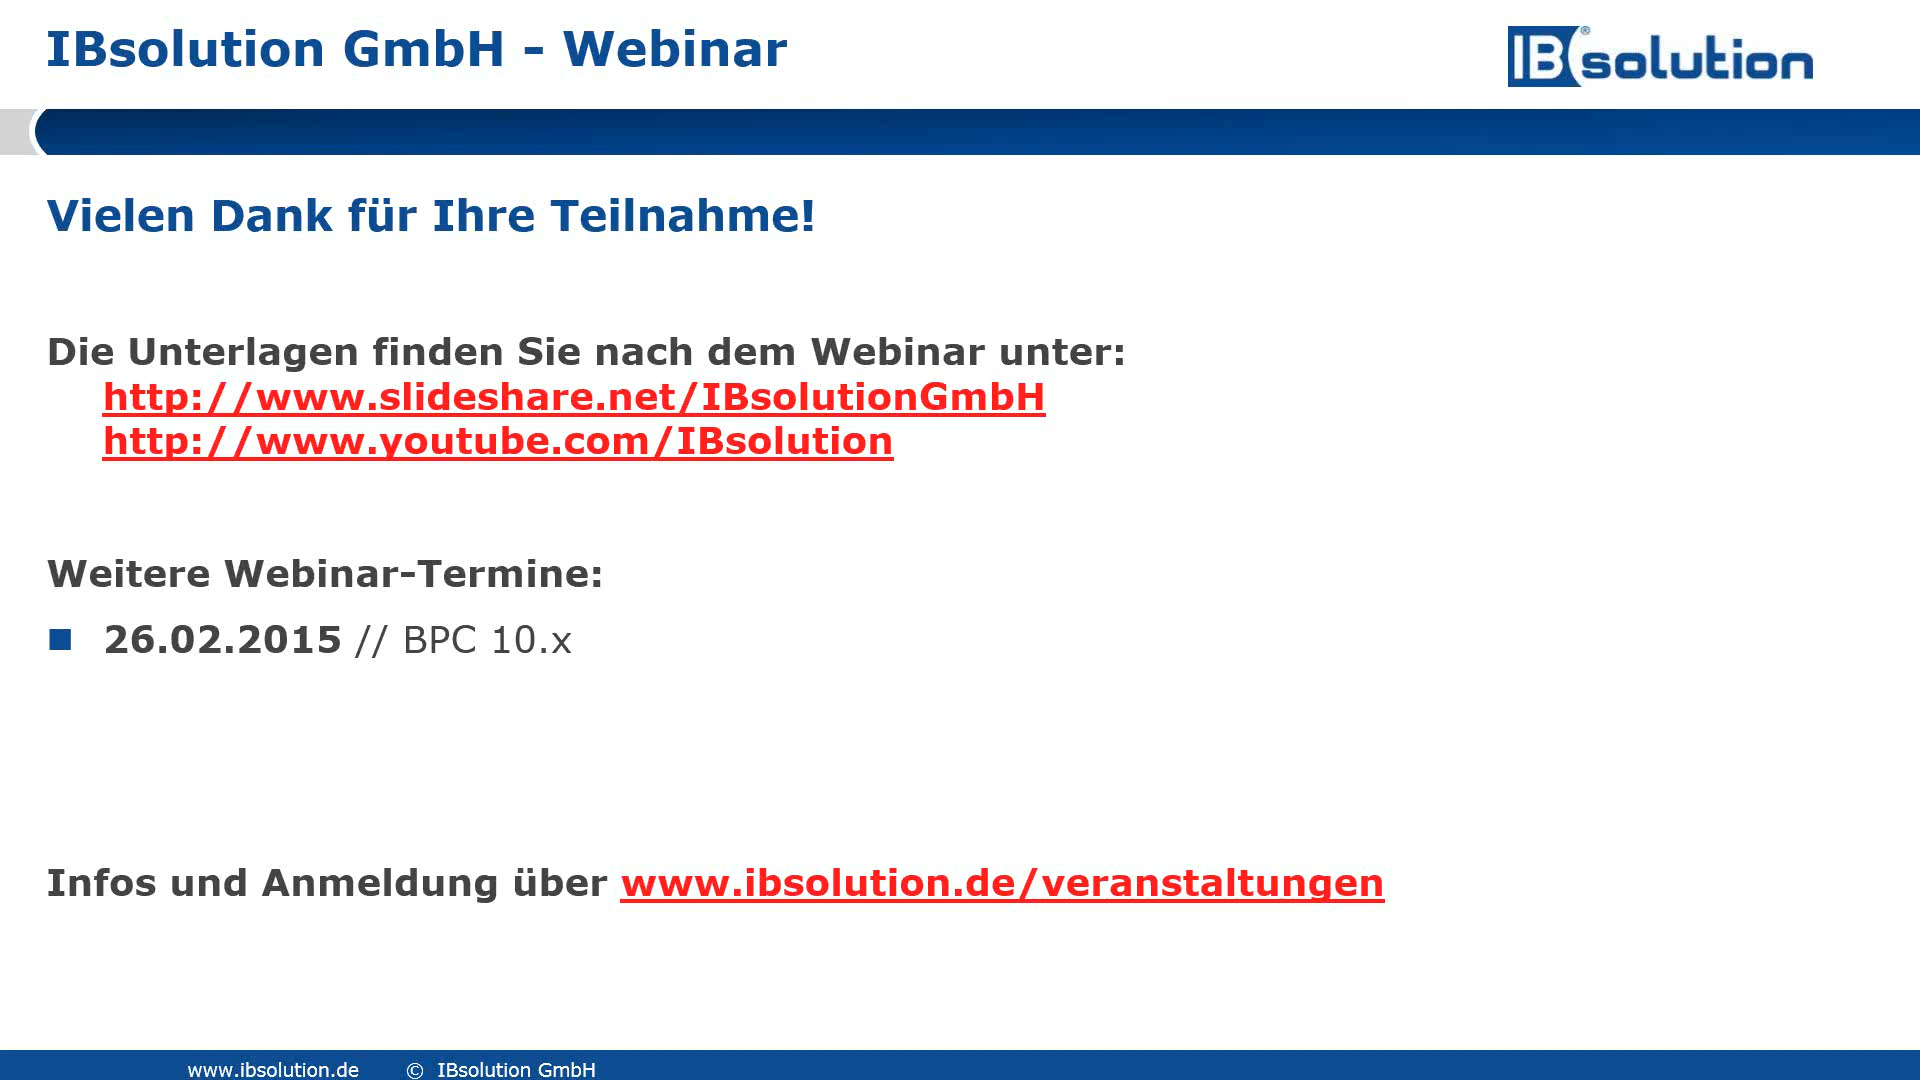 IBsolution GmbH - Webinar
IBsolution®
Vielen Dank für Ihre Teilnahme!
Die Unterlagen finden Sie nach dem Webinar unter:
http://www.slideshare.net/IBsolutionGmbH
http://www.youtube.com/IBsolution
Weitere Webinar-Termine:
26.02.2015 // BPC 10.x
Infos und Anmeldung über www.ibsolution.de/veranstaltungen
www.ibsolution.de © IBsolution GmbH